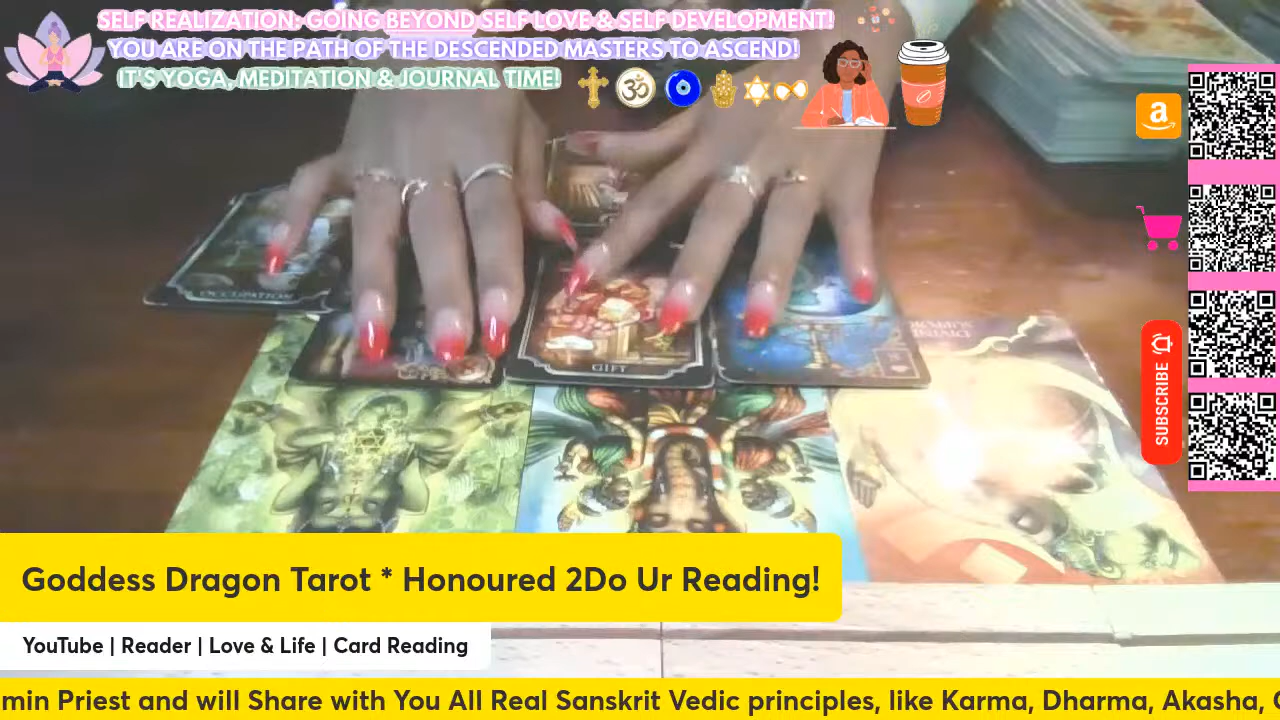 SELF REALIZATION: GOING BEYOND SELF LOVE & SELF DEVELOPMENT!
YOU ARE ON THE PATH OF THE DESCENDED MASTERS TO ASCEND!
IT'S YOGA, MEDITATION & JOURNAL TIME!
a
OCCUPATION
GIFT
SUBSCRIBE
Goddess Dragon Tarot * Honoured 2Do Ur Reading!
YouTube | Reader | Love & Life | Card Reading
min Priest and will Share with You All Real Sanskrit Vedic principles, like Karma, Dharma, Akasha,